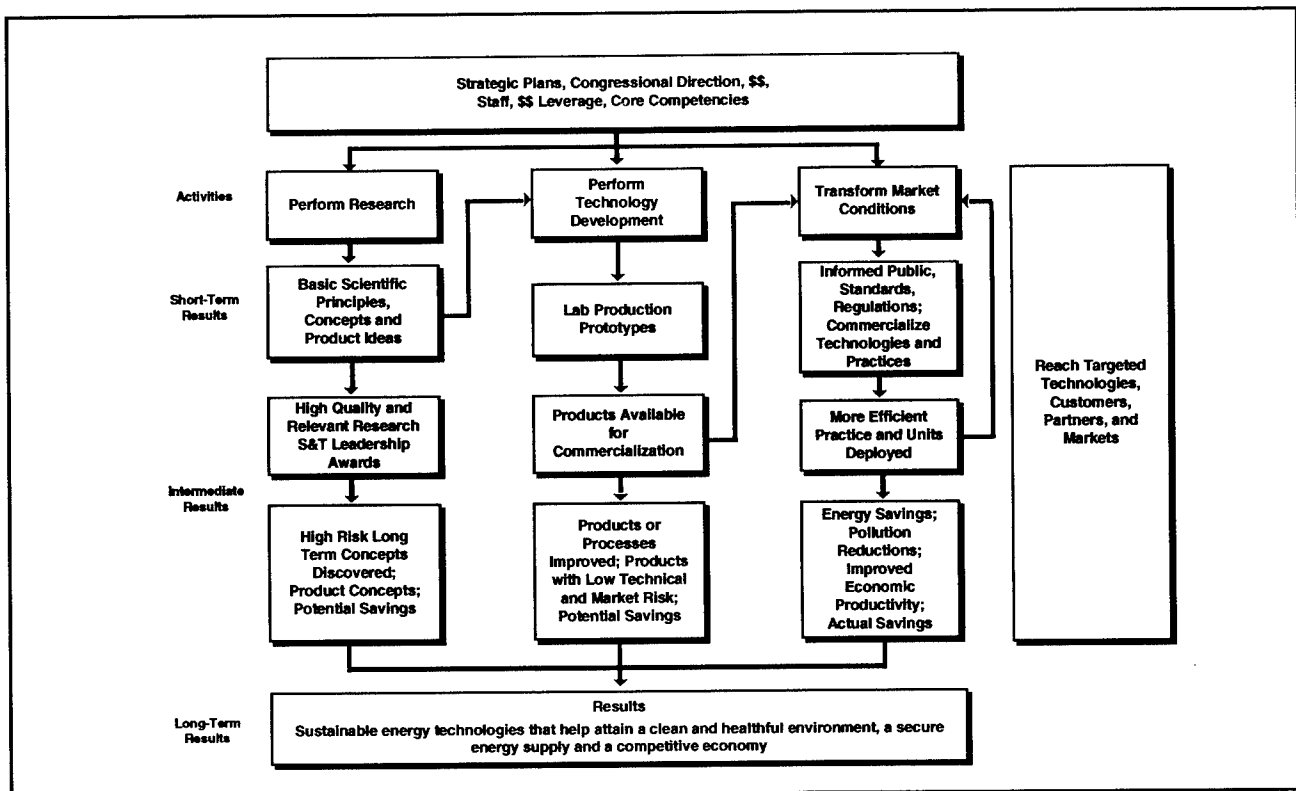 Strategic Plans, Congressional Direction, $$,
Staff, $$ Leverage, Core Competencies
Activities
Perform Research
Perform
Technology
Development
Transform Market
Conditions
Short-Term
Results
Basic Scientific
Principles,
Concepts and
Product Ideas
Lab Production
Prototypes
Informed Public,
Standards,
Regulations;
Commercialize
Technologies and
Practices
Reach Targeted
Technologies,
Customers,
Partners, and
Markets
High Quality and
Relevant Research
S&T Leadership
Awards
Products Available
for
Commercialization
More Efficient
Practice and Units
Deployed
Intermediate
Results
High Risk Long
Term Concepts
Discovered;
Product Concepts;
Potential Savings
Products or
Processes
Improved; Products
with Low Technical
and Market Risk;
Potential Savings
Energy Savings;
Pollution
Reductions;
Improved
Economic
Productivity;
Actual Savings
Long-Term
Results
Results
Sustainable energy technologies that help attain a clean and healthful environment, a secure
energy supply and a competitive economy